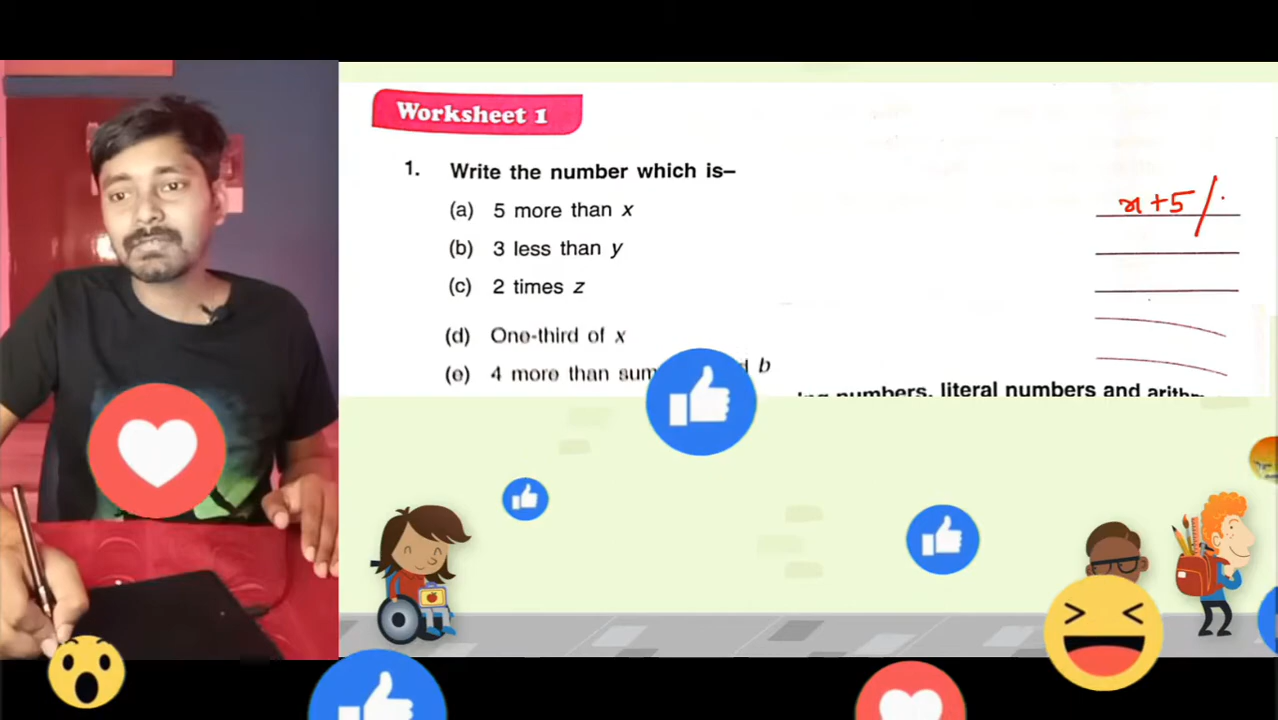 Worksheet 1
1. Write the number which is–
(a) 5 more than x
x+5/.
(b) 3 less than y
(c) 2 times z
(d) One-third of x
(e) 4 more than sum b
numbers, literal numbers and